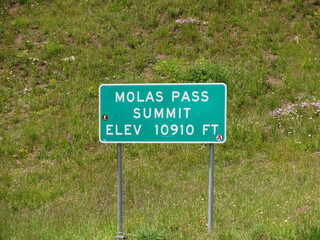 MOLAS PASS
SUMMIT
ELEV 10910 FT